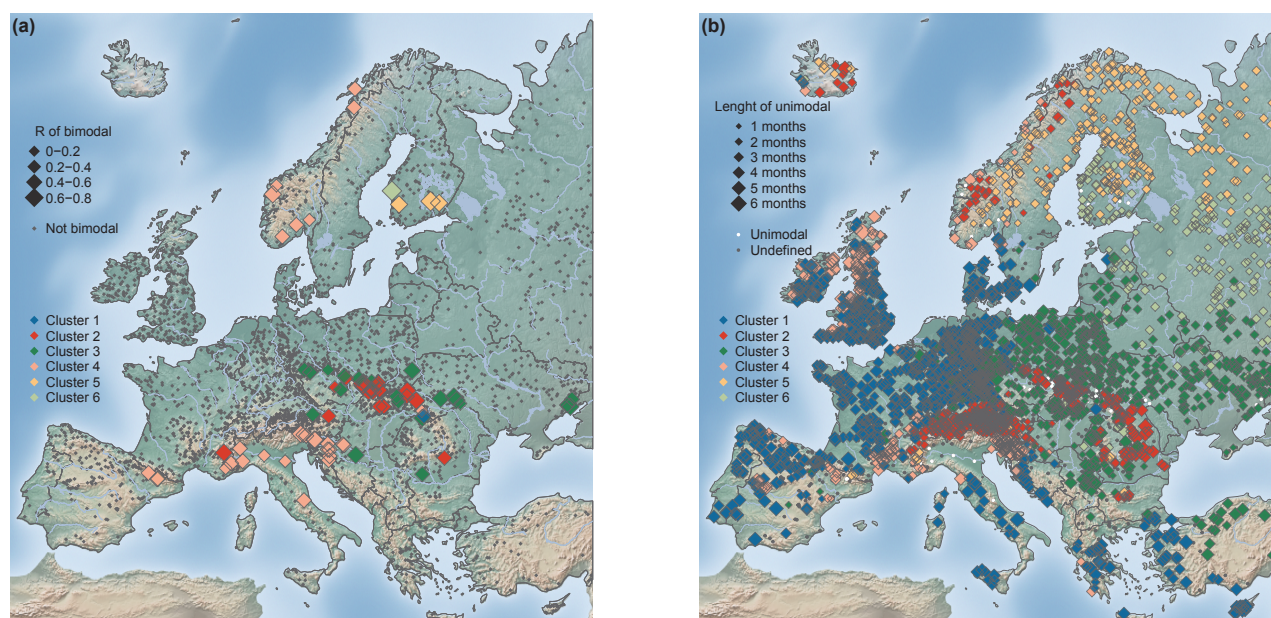 (a)
R of bimodal
0−0.2
0.2−0.4
0.4−0.6
0.6−0.8
Not bimodal
Cluster 1
Cluster 2
Cluster 3
Cluster 4
Cluster 5
Cluster 6
(b)
Lenght of unimodal
1 months
2 months
3 months
4 months
5 months
6 months
Unimodal
Undefined
Cluster 1
Cluster 2
Cluster 3
Cluster 4
Cluster 5
Cluster 6